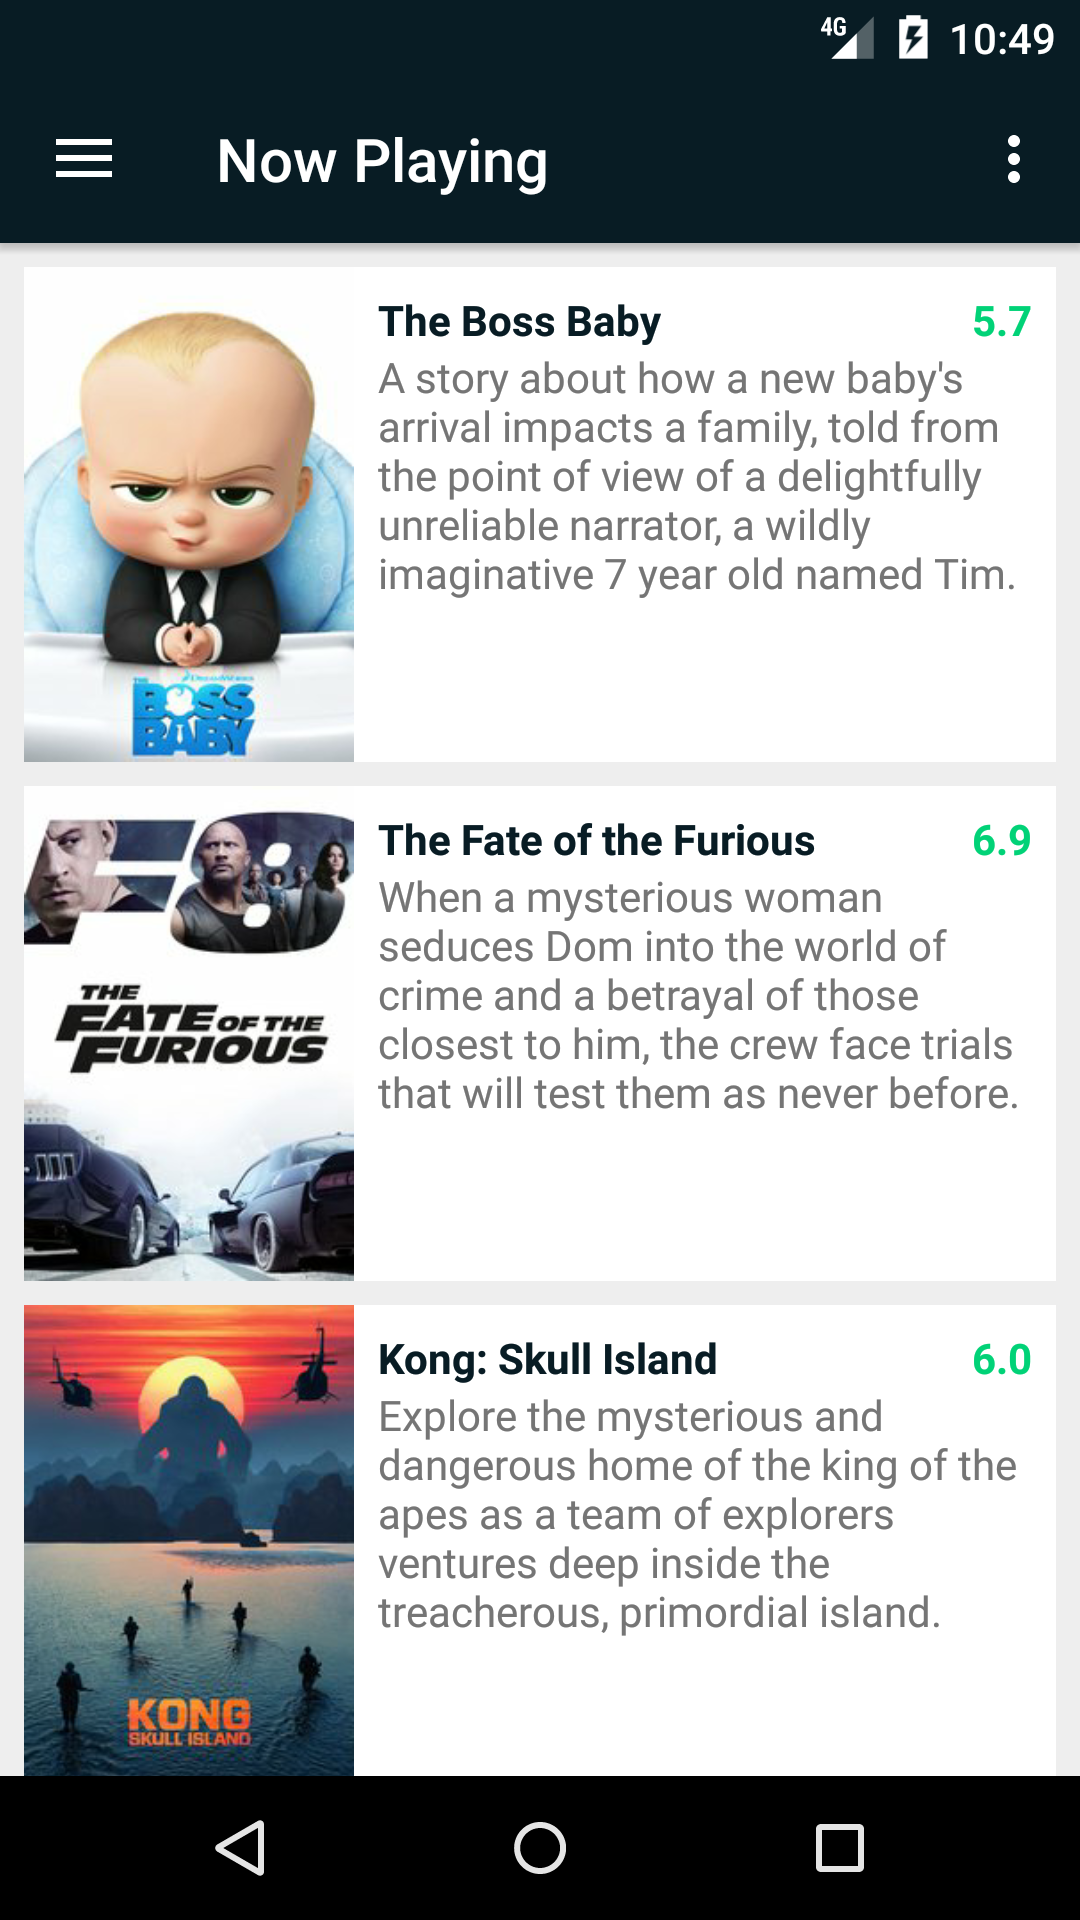 4G 10:49
Now Playing
The Boss Baby 5.7
A story about how a new baby's
arrival impacts a family, told from
the point of view of a delightfully
unreliable narrator, a wildly
imaginative 7 year old named Tim.
THE
DREAMWORKS
BOSS
BABY
The Fate of the Furious 6.9
When a mysterious woman
seduces Dom into the world of
crime and a betrayal of those
closest to him, the crew face trials
that will test them as never before.
F8
THE
FATE OF THE
FURIOUS
Kong: Skull Island 6.0
Explore the mysterious and
dangerous home of the king of the
apes as a team of explorers
ventures deep inside the
treacherous, primordial island.
KONG
SKULL ISLAND